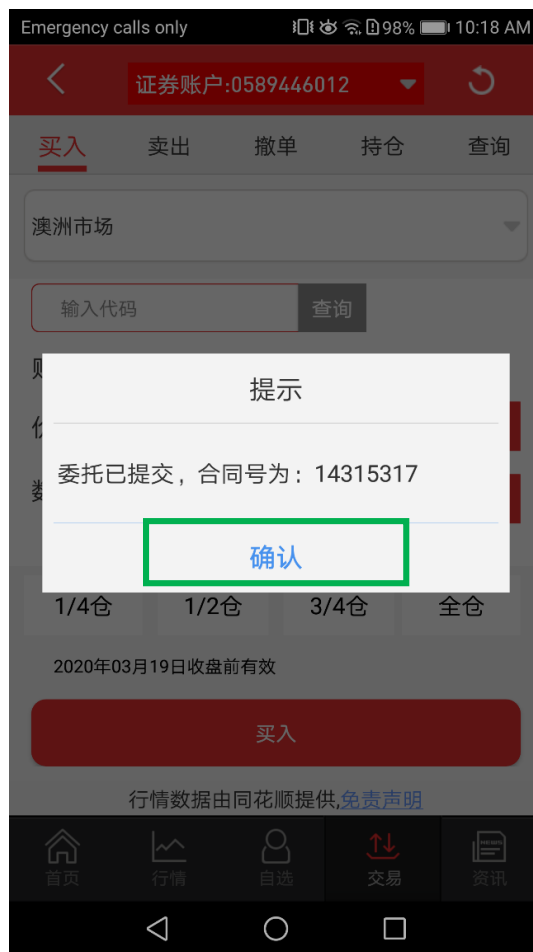 Emergency calls only 98% 10:18 AM
证券账户:0589446012
买入 卖出 撤单 持仓 查询
澳洲市场
输入代码 查询
提示
委托已提交，合同号为：14315317
确认
1/4仓 1/2仓 3/4仓 全仓
2020年03月19日收盘前有效
买入
行情数据由同花顺提供,免责声明
NEWS
首页 行情 自选 交易 资讯